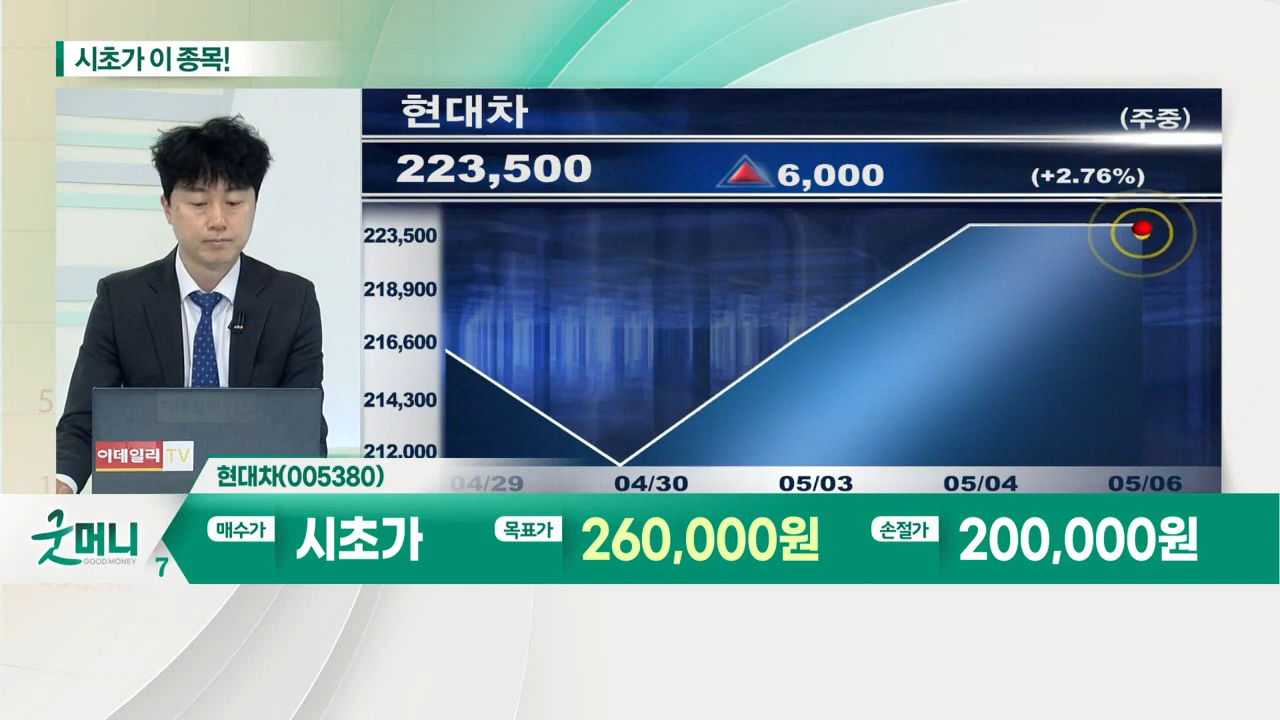 시초가 이 종목!
현대차
(주중)
223,500
6,000
(+2.76%)
223,500
218,900
216,600
214,300
212,000
04/29
04/30
05/03
05/04
05/06
이데일리 TV
현대차(005380)
굿머니
GOOD MONEY
7
매수가
시초가
목표가
260,000원
손절가
200,000원
5
1